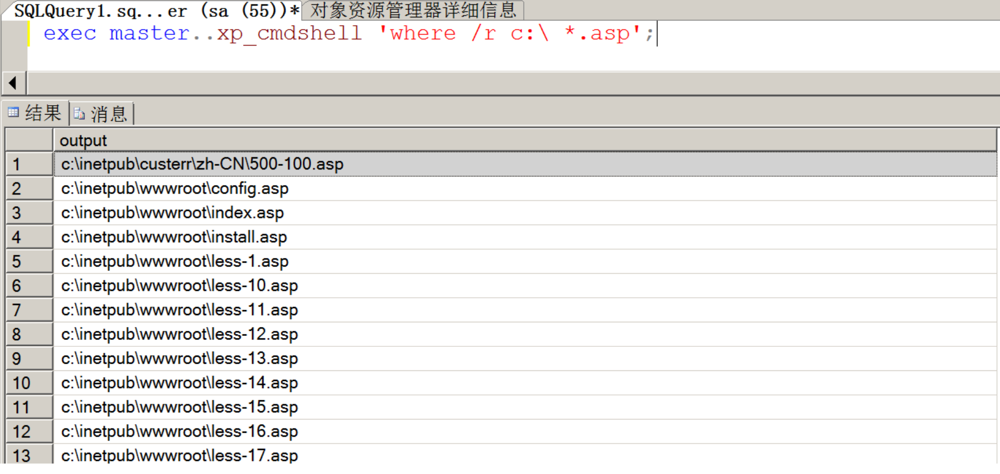 SQLQuery1.sq...er (sa (55))* 对象资源管理器详细信息
exec master..xp_cmdshell 'where /r c:\ *.asp';
结果 消息
output
1 c:\inetpub\custerr\zh-CN\500-100.asp
2 c:\inetpub\wwwroot\config.asp
3 c:\inetpub\wwwroot\index.asp
4 c:\inetpub\wwwroot\install.asp
5 c:\inetpub\wwwroot\less-1.asp
6 c:\inetpub\wwwroot\less-10.asp
7 c:\inetpub\wwwroot\less-11.asp
8 c:\inetpub\wwwroot\less-12.asp
9 c:\inetpub\wwwroot\less-13.asp
10 c:\inetpub\wwwroot\less-14.asp
11 c:\inetpub\wwwroot\less-15.asp
12 c:\inetpub\wwwroot\less-16.asp
13 c:\inetpub\wwwroot\less-17.asp